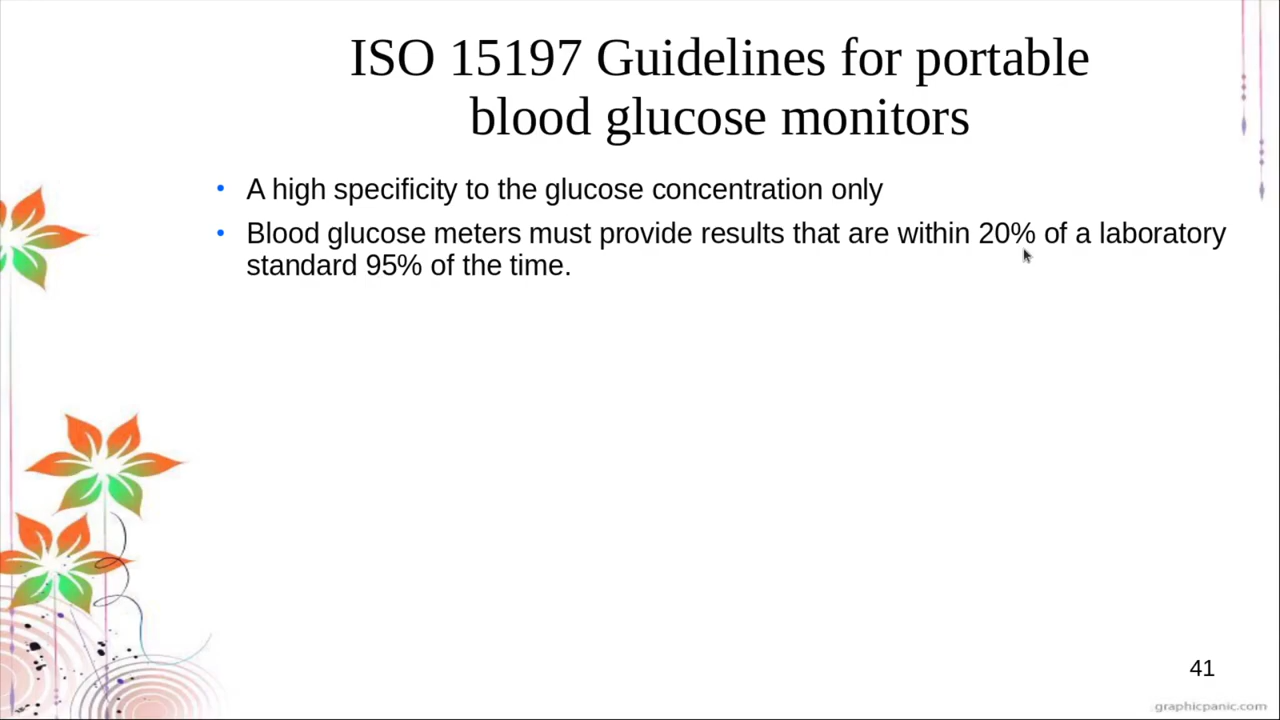 ISO 15197 Guidelines for portable
blood glucose monitors
• A high specificity to the glucose concentration only
• Blood glucose meters must provide results that are within 20% of a laboratory
standard 95% of the time.
41
graphicpanic.com